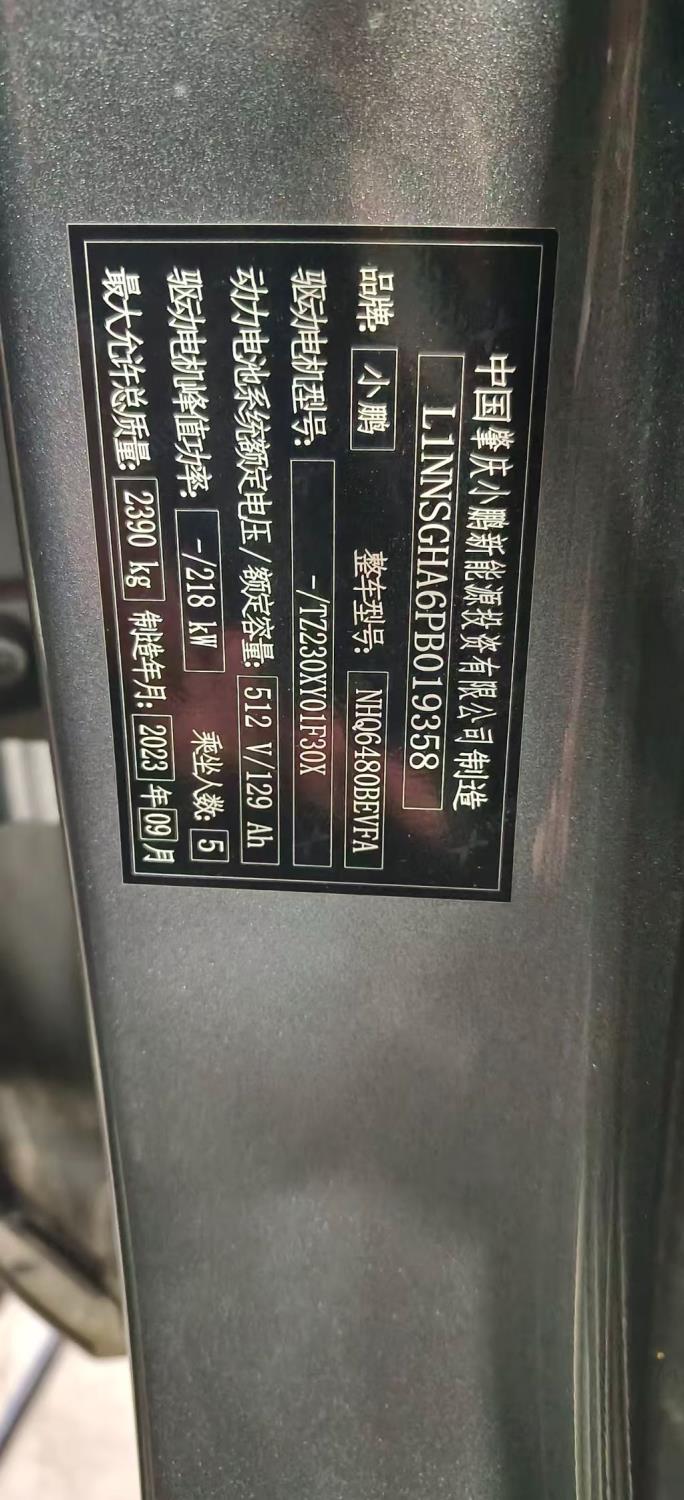 中国肇庆小鹏新能源投资有限公司 制造
L1NNSGHA6PB019358
品牌: 小鹏 整车型号: NHQ6480BEVFA
驱动电机型号: -/TZ230XY01F30X
动力电池系统额定电压/额定容量: 512 V/129 Ah
驱动电机峰值功率: -/218 kW 乘坐人数: 5
最大允许总质量: 2390 kg 制造年月: 2023 年 09 月